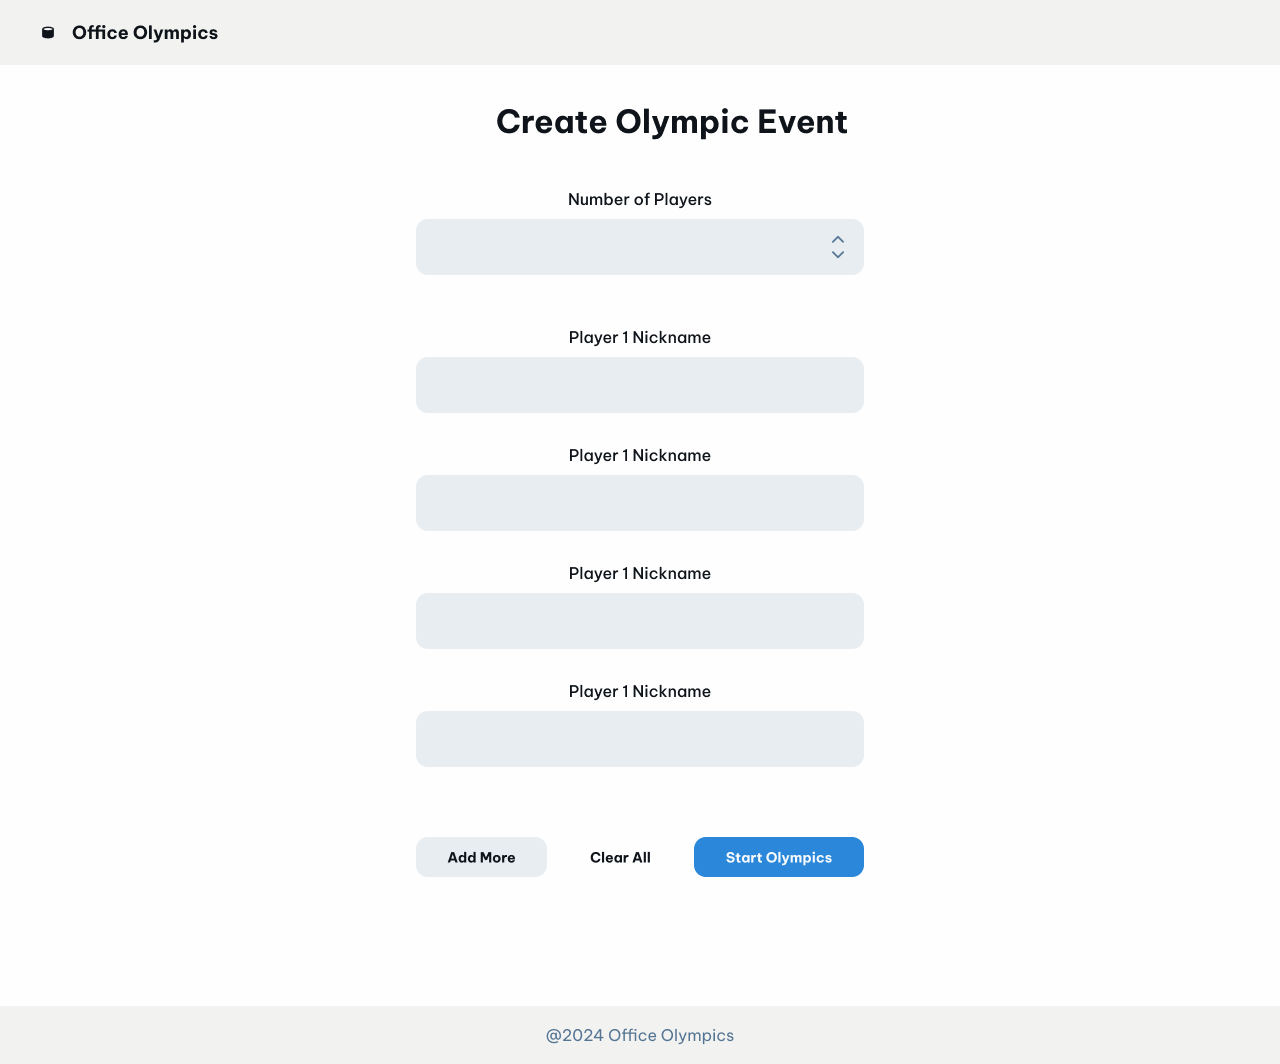 Office Olympics
Create Olympic Event
Number of Players
Player 1 Nickname
Player 1 Nickname
Player 1 Nickname
Player 1 Nickname
Add More Clear All Start Olympics
@2024 Office Olympics